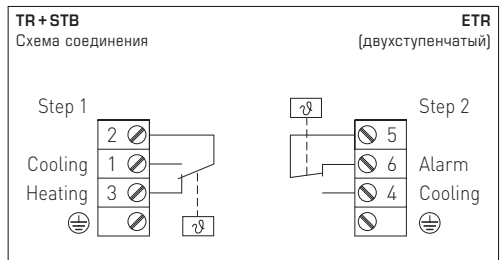 TR+STB ETR
Схема соединения (двухступенчатый)
Step 1 ϑ Step 2
2 5
Cooling 1 6 Alarm
Heating 3 4 Cooling
ϑ